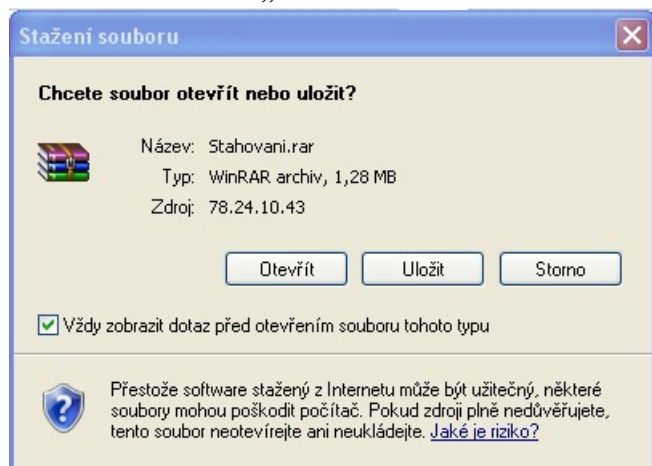 Stažení souboru
Chcete soubor otevřít nebo uložit?
Název: Stahovani.rar
Typ: WinRAR archiv, 1,28 MB
Zdroj: 78.24.10.43
Otevřít Uložit Storno
Vždy zobrazit dotaz před otevřením souboru tohoto typu
Přestože software stažený z Internetu může být užitečný, některé
soubory mohou poškodit počítač. Pokud zdroji plně nedůvěřujete,
tento soubor neotevírejte ani neukládejte. Jaké je riziko?